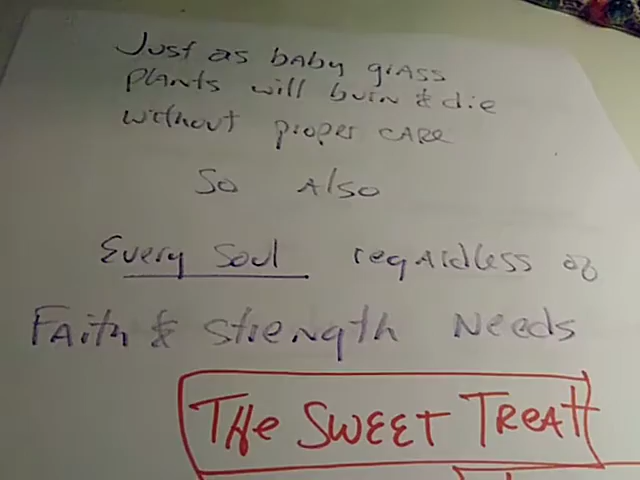 Just as baby grass
plants will burn & die
without proper care
So Also
Every Soul regardless of
Faith & Strength Needs
THE SWEET TREAT